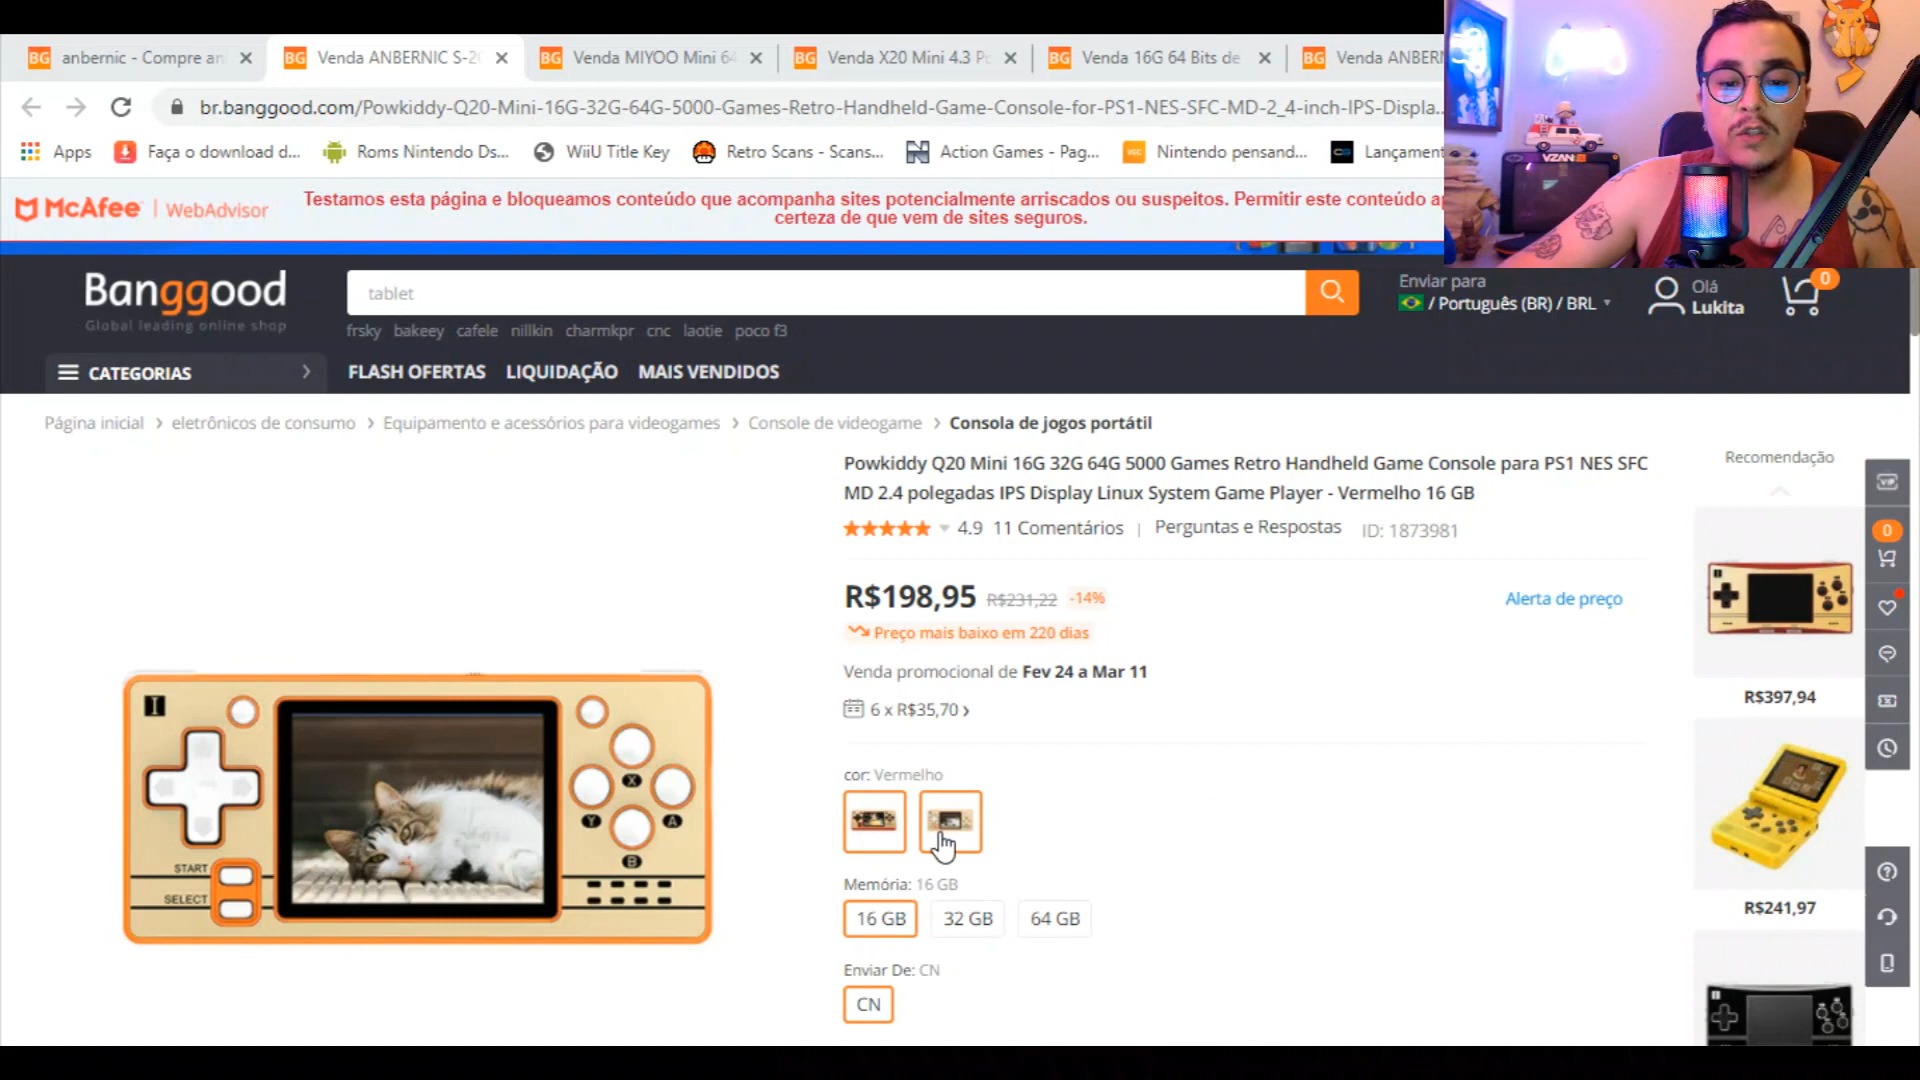 anbernic - Compre an
Venda ANBERNIC S-20
Venda MIYOO Mini 64
Venda X20 Mini 4.3 Po
Venda 16G 64 Bits de
Venda ANBERN
br.banggood.com/Powkiddy-Q20-Mini-16G-32G-64G-5000-Games-Retro-Handheld-Game-Console-for-PS1-NES-SFC-MD-2_4-inch-IPS-Displa...
Apps
Faça o download d...
Roms Nintendo Ds...
WiiU Title Key
Retro Scans - Scans...
Action Games - Pag...
Nintendo pensand...
Lançament
VZAN
McAfee | WebAdvisor
Testamos esta página e bloqueamos conteúdo que acompanha sites potencialmente arriscados ou suspeitos. Permitir este conteúdo ap
certeza de que vem de sites seguros.
Banggood
Global leading online shop
tablet
frsky bakeey cafele nillkin charmkpr cnc laotie poco f3
Enviar para
/ Português (BR) / BRL
Olá
Lukita
0
CATEGORIAS
FLASH OFERTAS LIQUIDAÇÃO MAIS VENDIDOS
Página inicial > eletrônicos de consumo > Equipamento e acessórios para videogames > Console de videogame > Consola de jogos portátil
Powkiddy Q20 Mini 16G 32G 64G 5000 Games Retro Handheld Game Console para PS1 NES SFC
MD 2.4 polegadas IPS Display Linux System Game Player - Vermelho 16 GB
4.9 11 Comentários | Perguntas e Respostas ID: 1873981
R$198,95 R$231,22 -14%
Alerta de preço
Preço mais baixo em 220 dias
Venda promocional de Fev 24 a Mar 11
6 x R$35,70 >
cor: Vermelho
Memória: 16 GB
16 GB
32 GB
64 GB
Enviar De: CN
CN
START
SELECT
X
Y
A
B
Recomendação
R$397,94
R$241,97
VIP
0